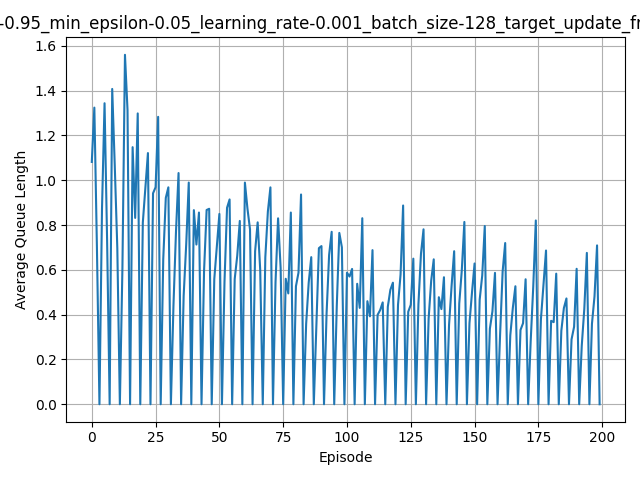 -0.95_min_epsilon-0.05_learning_rate-0.001_batch_size-128_target_update_fr
1.6
1.4
1.2
1.0
0.8
0.6
0.4
0.2
0.0
Average Queue Length
0 25 50 75 100 125 150 175 200
Episode